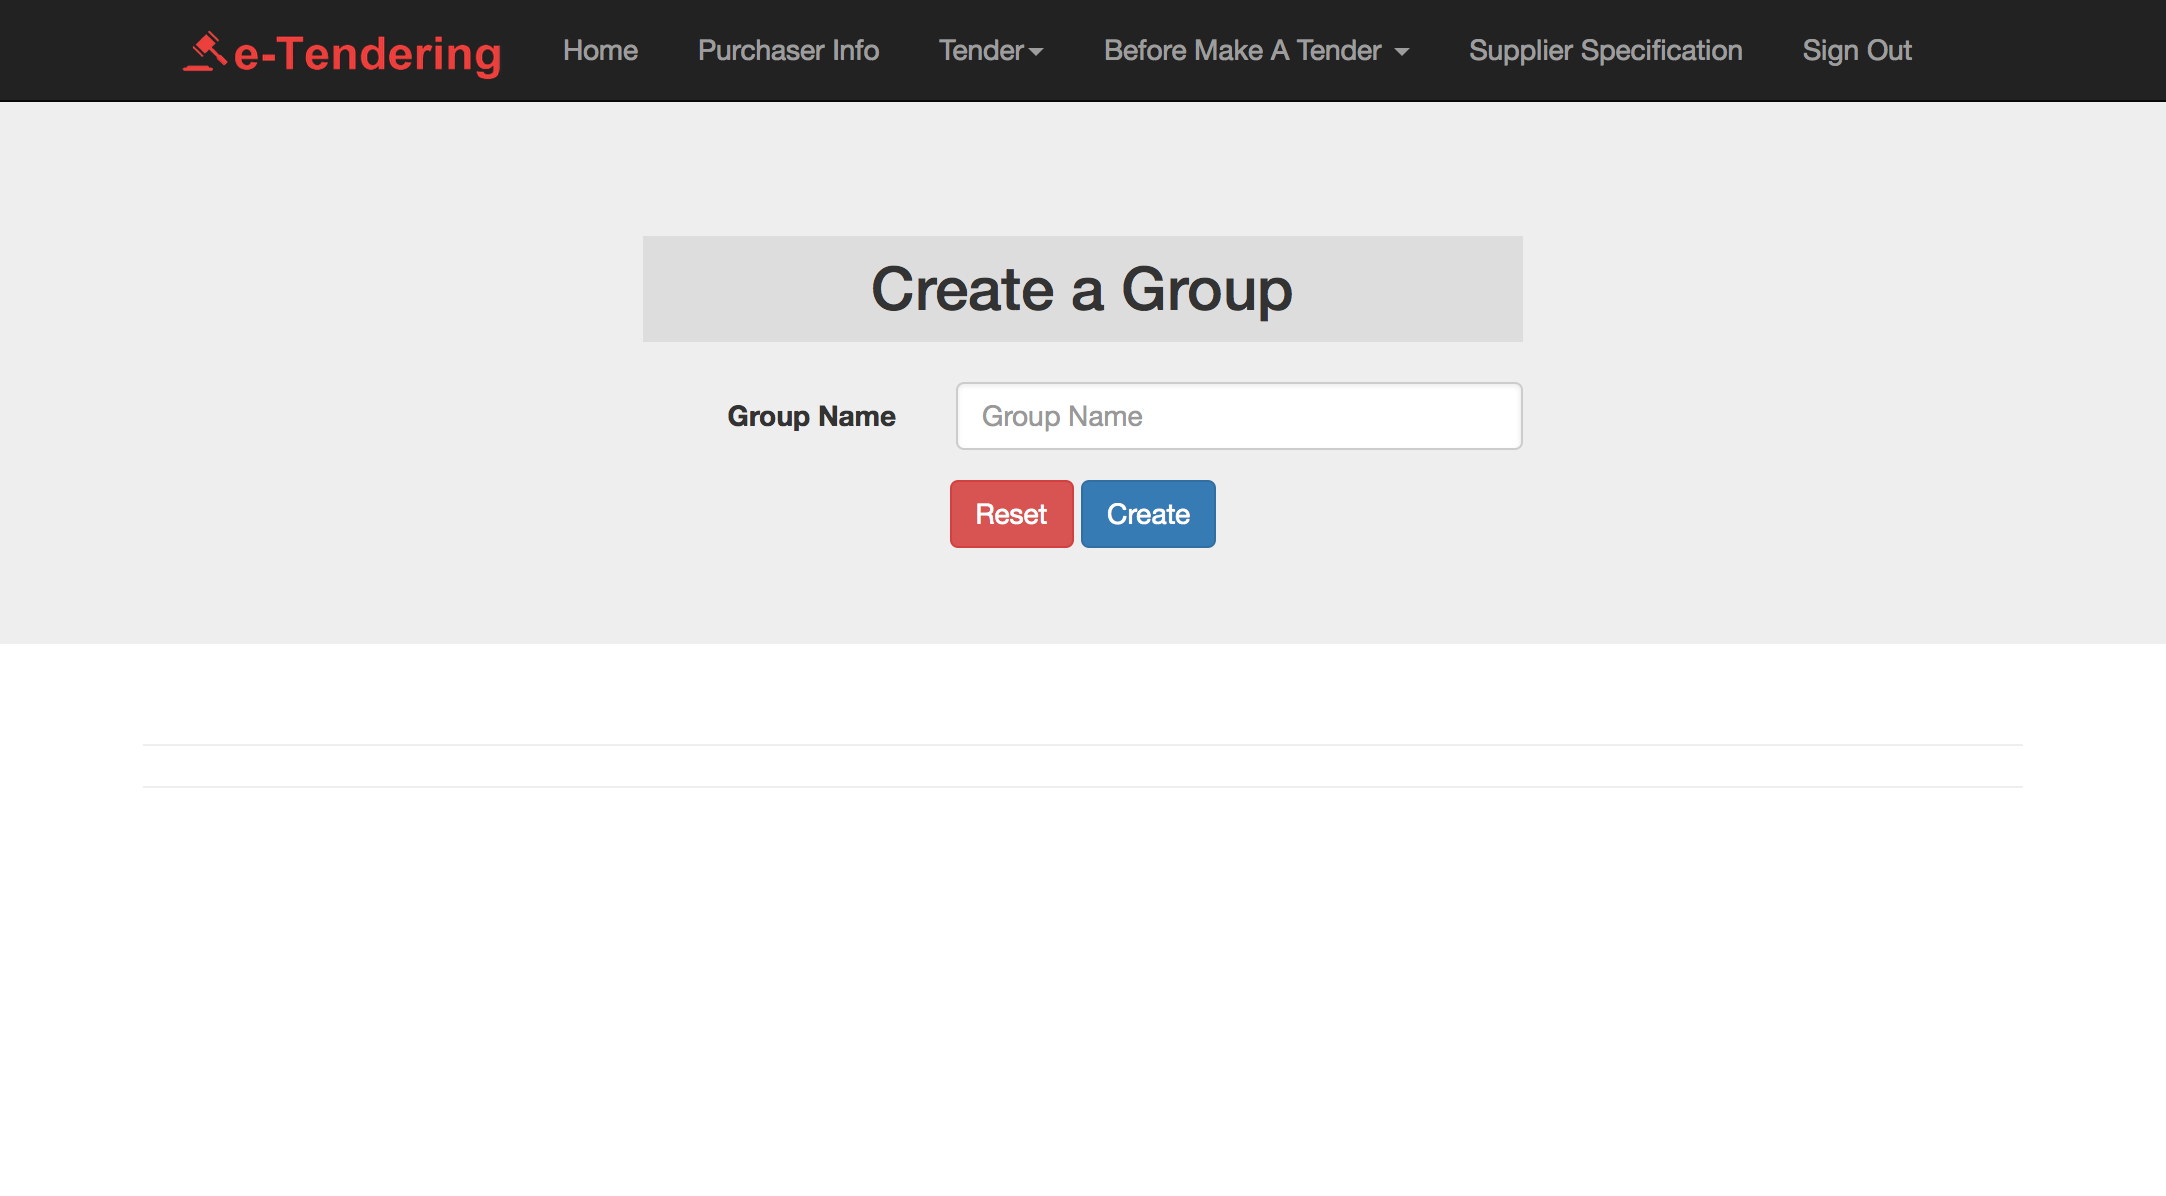 e-Tendering Home Purchaser Info Tender Before Make A Tender Supplier Specification Sign Out
Create a Group
Group Name Group Name
Reset Create